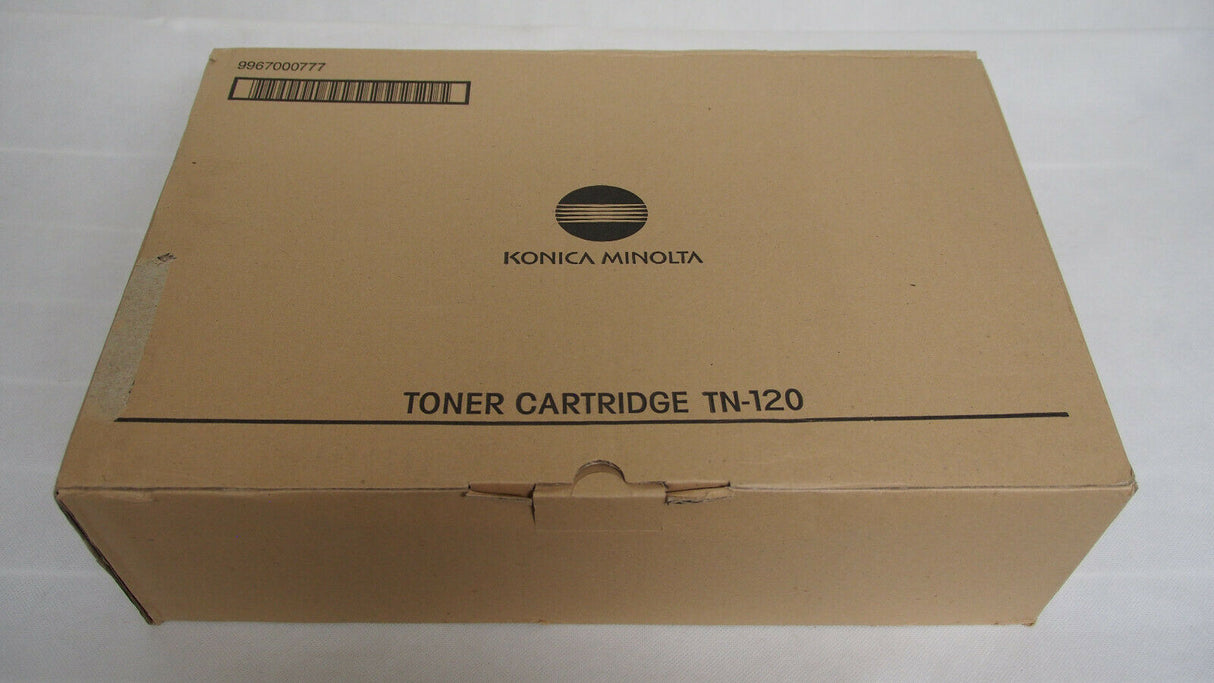 9967000777
KONICA MINOLTA
TONER CARTRIDGE TN-120